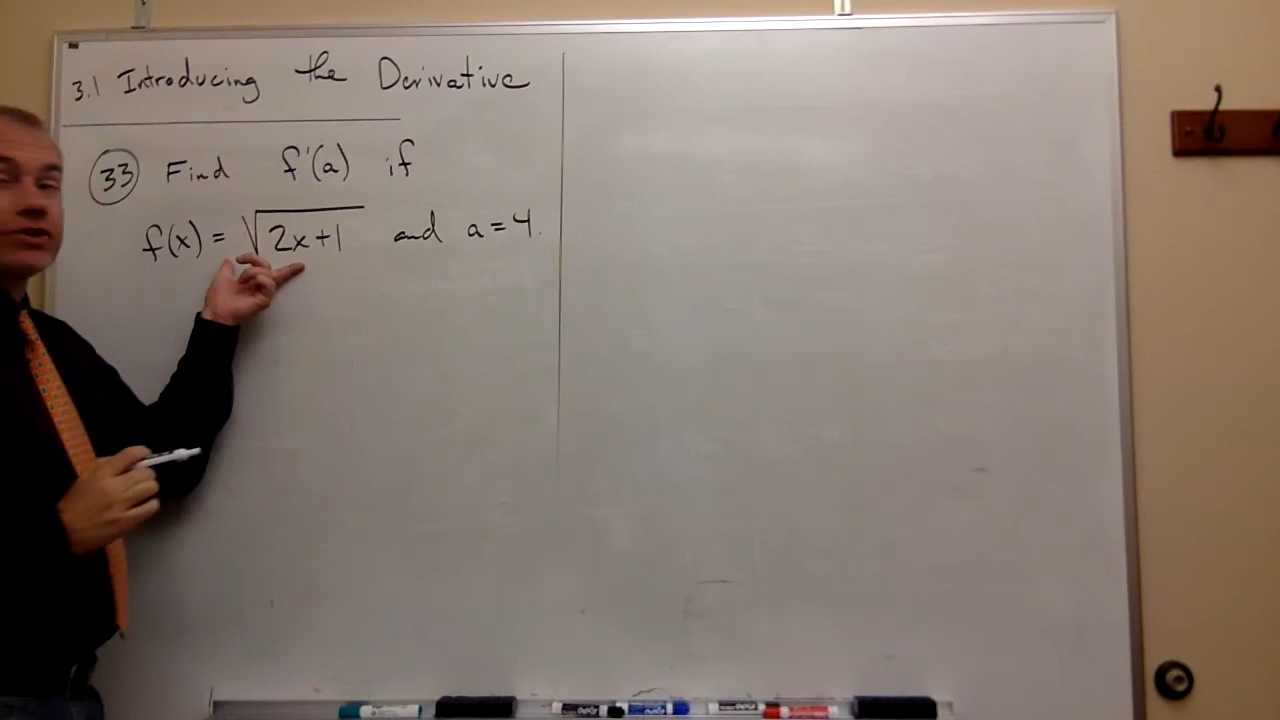 3.1 Introducing the Derivative
33 Find f'(a) if
f(x) = √2x+1 and a=4.